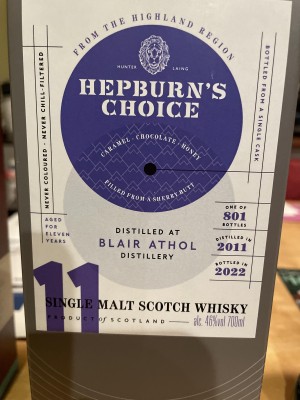 FROM THE HIGHLAND REGION
HUNTER LAING
HEPBURN'S
CHOICE
CARAMEL · CHOCOLATE · HONEY
FILLED FROM A SHERRY BUTT
NEVER COLOURED · NEVER CHILL-FILTERED
BOTTLED FROM A SINGLE CASK
AGED
FOR
ELEVEN
YEARS
DISTILLED AT
BLAIR ATHOL
DISTILLERY
ONE OF
801
BOTTLES
DISTILLED IN
2011
BOTTLED IN
2022
11
SINGLE MALT SCOTCH WHISKY
PRODUCT of SCOTLAND
alc. 46% vol 700ml